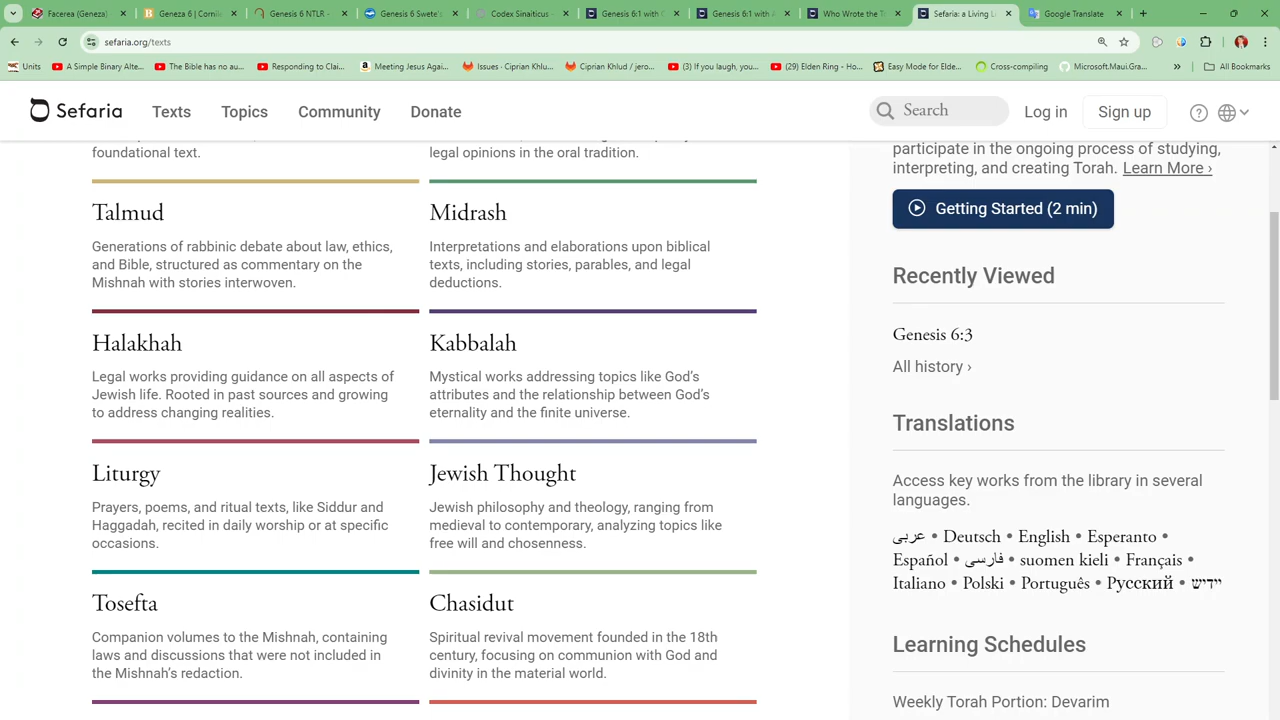 Facerea (Geneza)
Geneza 6 | Cornil
Genesis 6 NTLR -
Genesis 6 Swete's
Codex Sinaiticus -
Genesis 6:1 with C
Genesis 6:1 with A
Who Wrote the T
Sefaria: a Living L
Google Translate
sefaria.org/texts
Units
A Simple Binary Alte...
The Bible has no au...
Responding to Clai...
Meeting Jesus Agai...
Issues · Ciprian Khlu...
Ciprian Khlud / jero...
(3) If you laugh, you...
(29) Elden Ring - Ho...
Easy Mode for Elde...
Cross-compiling
Microsoft.Maui.Gra...
»
All Bookmarks
Sefaria
Texts
Topics
Community
Donate
Search
Log in
Sign up
foundational text.
legal opinions in the oral tradition.
Talmud
Generations of rabbinic debate about law, ethics,
and Bible, structured as commentary on the
Mishnah with stories interwoven.
Midrash
Interpretations and elaborations upon biblical
texts, including stories, parables, and legal
deductions.
Halakhah
Legal works providing guidance on all aspects of
Jewish life. Rooted in past sources and growing
to address changing realities.
Kabbalah
Mystical works addressing topics like God's
attributes and the relationship between God's
eternality and the finite universe.
Liturgy
Prayers, poems, and ritual texts, like Siddur and
Haggadah, recited in daily worship or at specific
occasions.
Jewish Thought
Jewish philosophy and theology, ranging from
medieval to contemporary, analyzing topics like
free will and chosenness.
Tosefta
Companion volumes to the Mishnah, containing
laws and discussions that were not included in
the Mishnah's redaction.
Chasidut
Spiritual revival movement founded in the 18th
century, focusing on communion with God and
divinity in the material world.
participate in the ongoing process of studying,
interpreting, and creating Torah. Learn More ›
Getting Started (2 min)
Recently Viewed
Genesis 6:3
All history ›
Translations
Access key works from the library in several
languages.
عربى • Deutsch • English • Esperanto •
Español • فارسى • suomen kieli • Français •
Italiano • Polski • Português • Русский • יידיש
Learning Schedules
Weekly Torah Portion: Devarim